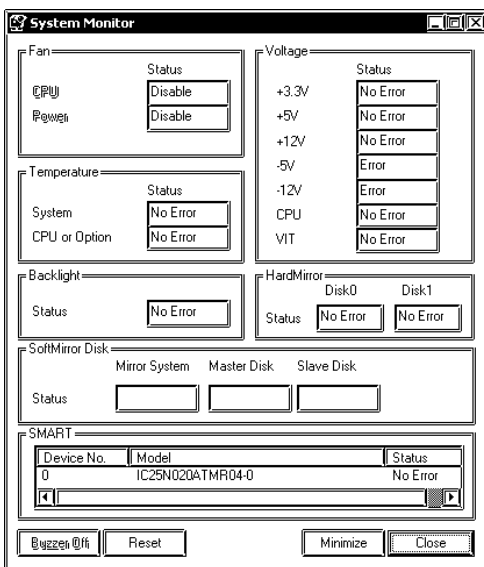 System Monitor
Fan
Status
CPU Disable
Power Disable
Temperature
Status
System No Error
CPU or Option No Error
Backlight
Status No Error
Voltage
Status
+3.3V No Error
+5V No Error
+12V No Error
-5V Error
-12V Error
CPU No Error
VIT No Error
HardMirror
Disk0 Disk1
Status No Error No Error
SoftMirror Disk
Mirror System Master Disk Slave Disk
Status
SMART
Device No. Model Status
0 IC25N020ATMR04-0 No Error
Buzzer Off Reset Minimize Close